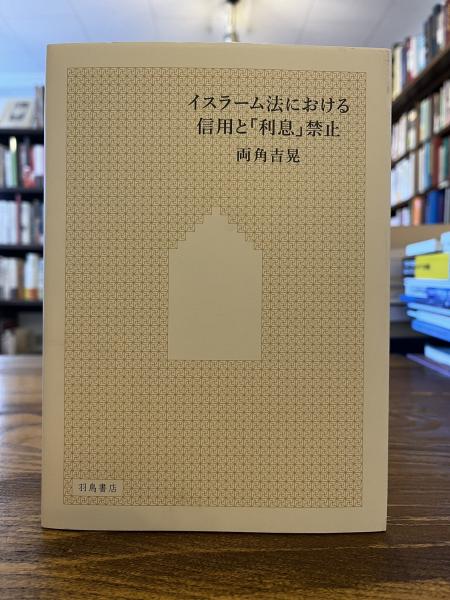 イスラーム法における
信用と「利息」禁止
両角吉晃
羽鳥書店